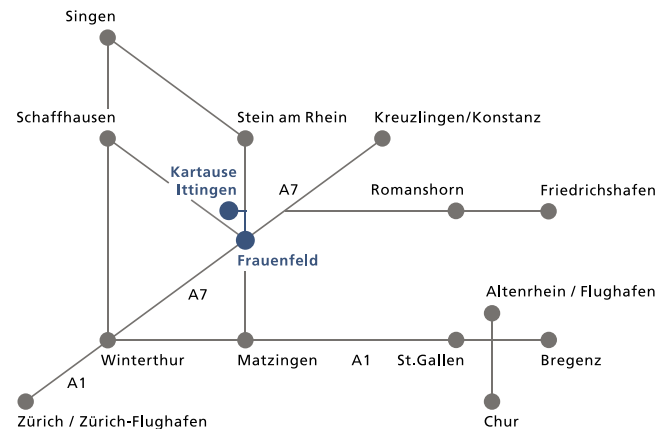 Singen
Schaffhausen
Stein am Rhein
Kreuzlingen/Konstanz
Kartause
Ittingen
A7
Romanshorn
Friedrichshafen
Frauenfeld
A7
Altenrhein / Flughafen
Winterthur
Matzingen
A1
St.Gallen
Bregenz
A1
Zürich / Zürich-Flughafen
Chur